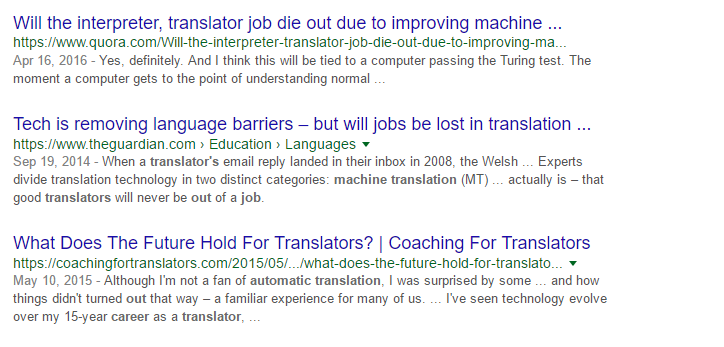 Will the interpreter, translator job die out due to improving machine ...
https://www.quora.com/Will-the-interpreter-translator-job-die-out-due-to-improving-ma...
Apr 16, 2016 - Yes, definitely. And I think this will be tied to a computer passing the Turing test. The
moment a computer gets to the point of understanding normal ...
Tech is removing language barriers – but will jobs be lost in translation ...
https://www.theguardian.com › Education › Languages
Sep 19, 2014 - When a translator's email reply landed in their inbox in 2008, the Welsh ... Experts
divide translation technology in two distinct categories: machine translation (MT) ... actually is – that
good translators will never be out of a job.
What Does The Future Hold For Translators? | Coaching For Translators
https://coachingfortranslators.com/2015/05/.../what-does-the-future-hold-for-translato...
May 10, 2015 - Although I'm not a fan of automatic translation, I was surprised by some ... and how
things didn't turned out that way – a familiar experience for many of us. ... I've seen technology evolve
over my 15-year career as a translator, ...